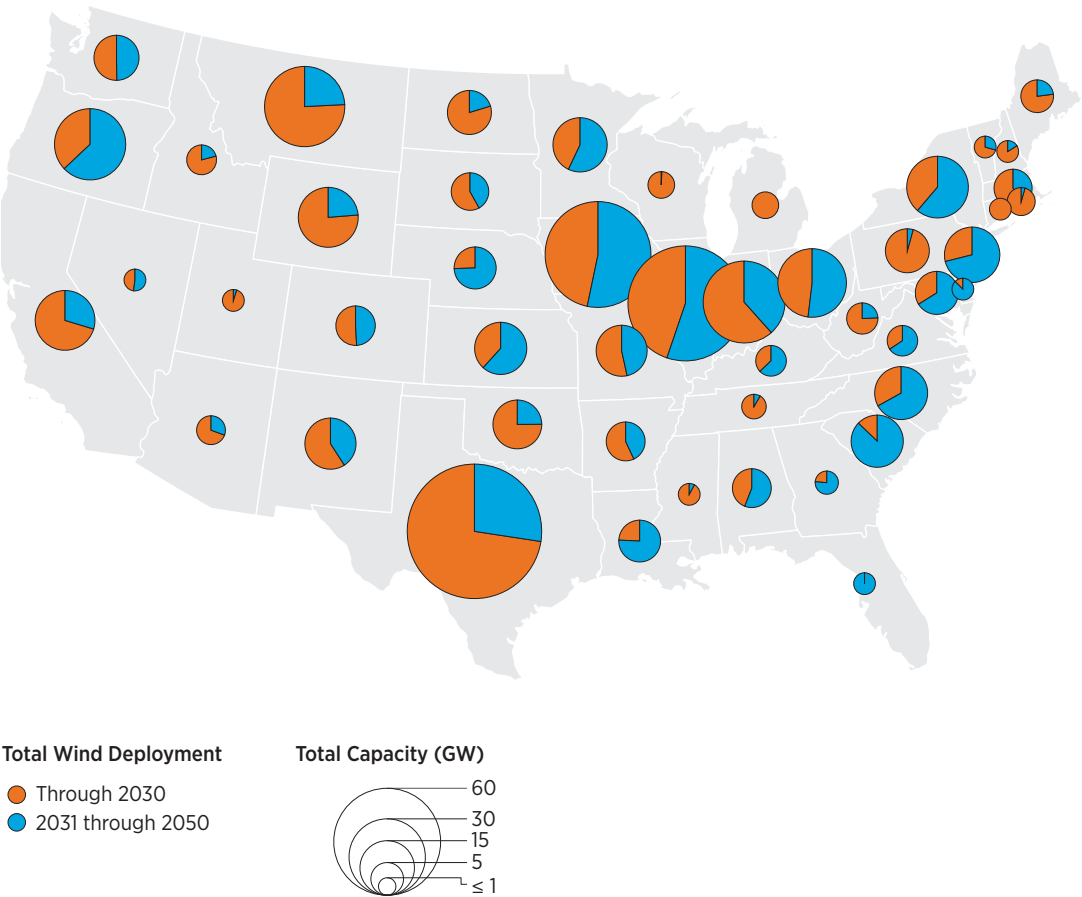 Total Wind Deployment
Through 2030
2031 through 2050
Total Capacity (GW)
60
30
15
5
≤ 1